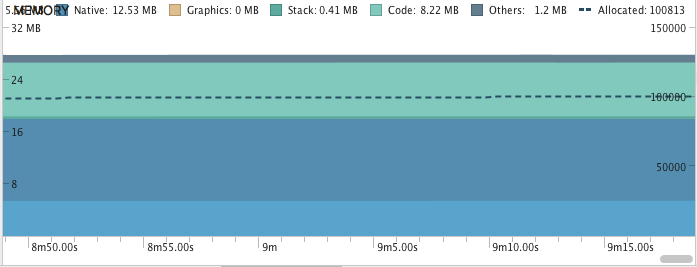 MEMORY Native: 12.53 MB Graphics: 0 MB Stack: 0.41 MB Code: 8.22 MB Others: 1.2 MB Allocated: 100813
32 MB 150000
24
100000
16
50000
8
8m50.00s 8m55.00s 9m 9m5.00s 9m10.00s 9m15.00s